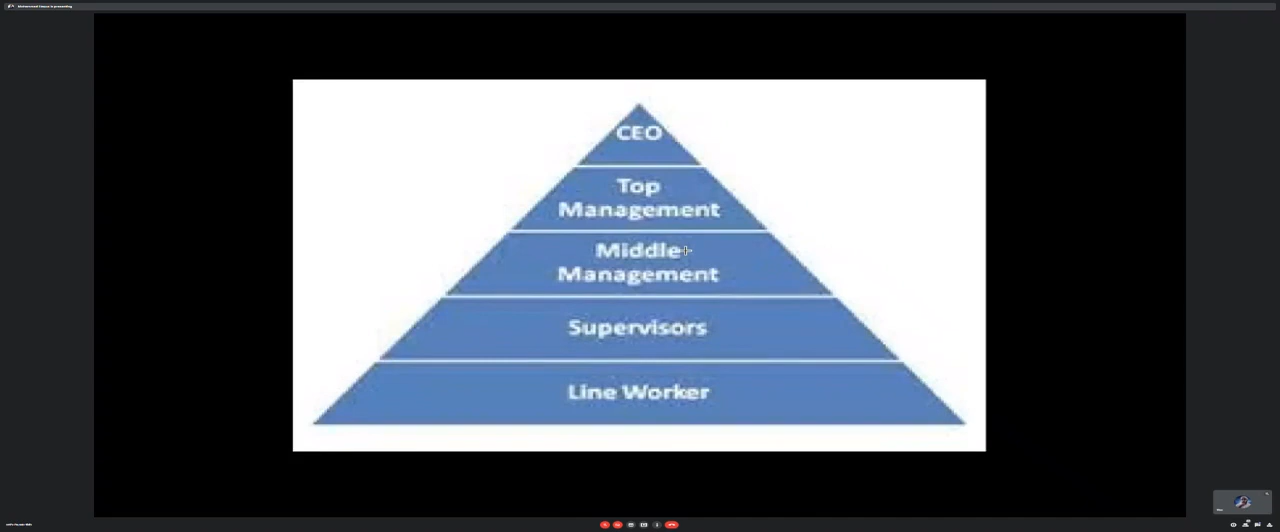 CEO
Top
Management
Middle
Management
Supervisors
Line Worker